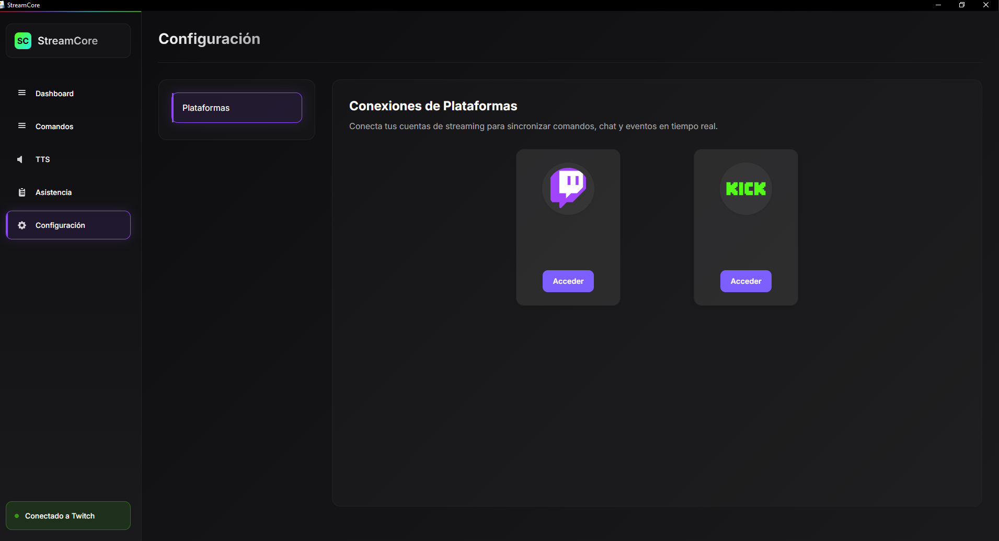 StreamCore
SC StreamCore
Dashboard
Comandos
TTS
Asistencia
Configuración
Conectado a Twitch
Configuración
Plataformas
Conexiones de Plataformas
Conecta tus cuentas de streaming para sincronizar comandos, chat y eventos en tiempo real.
KICK
Acceder
Acceder